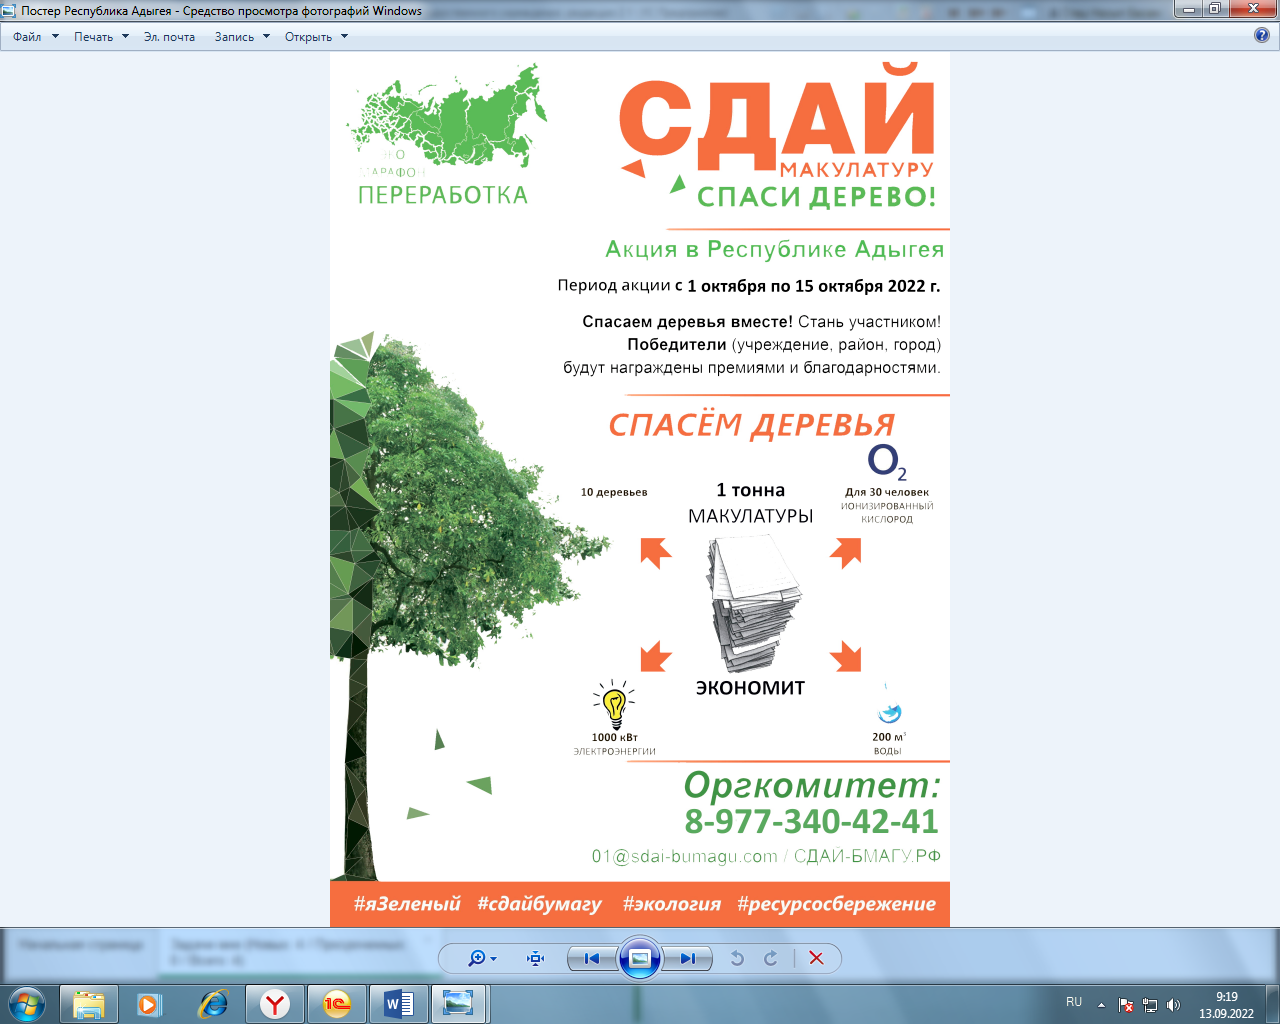 Постер Республика Адыгея - Средство просмотра фотографий Windows
Файл Печать Эл. почта Запись Открыть
НО
МАРАФОН
ПЕРЕРАБОТКА
СДАЙ
МАКУЛАТУРУ
СПАСИ ДЕРЕВО!
Акция в Республике Адыгея
Период акции с 1 октября по 15 октября 2022 г.
Спасаем деревья вместе! Стань участником!
Победители (учреждение, район, город)
будут награждены премиями и благодарностями.
СПАСЁМ ДЕРЕВЬЯ
O2
10 деревьев
1 тонна
МАКУЛАТУРЫ
Для 30 человек
ИОНИЗИРОВАННЫЙ
КИСЛОРОД
ЭКОНОМИТ
1000 кВт
ЭЛЕКТРОЭНЕРГИИ
200 м³
ВОДЫ
Оргкомитет:
8-977-340-42-41
01@sdai-bumagu.com / СДАЙ-БМАГУ.РФ
#яЗеленый #сдайбумагу #экология #ресурсосбережение
RU
9:19
13.09.2022